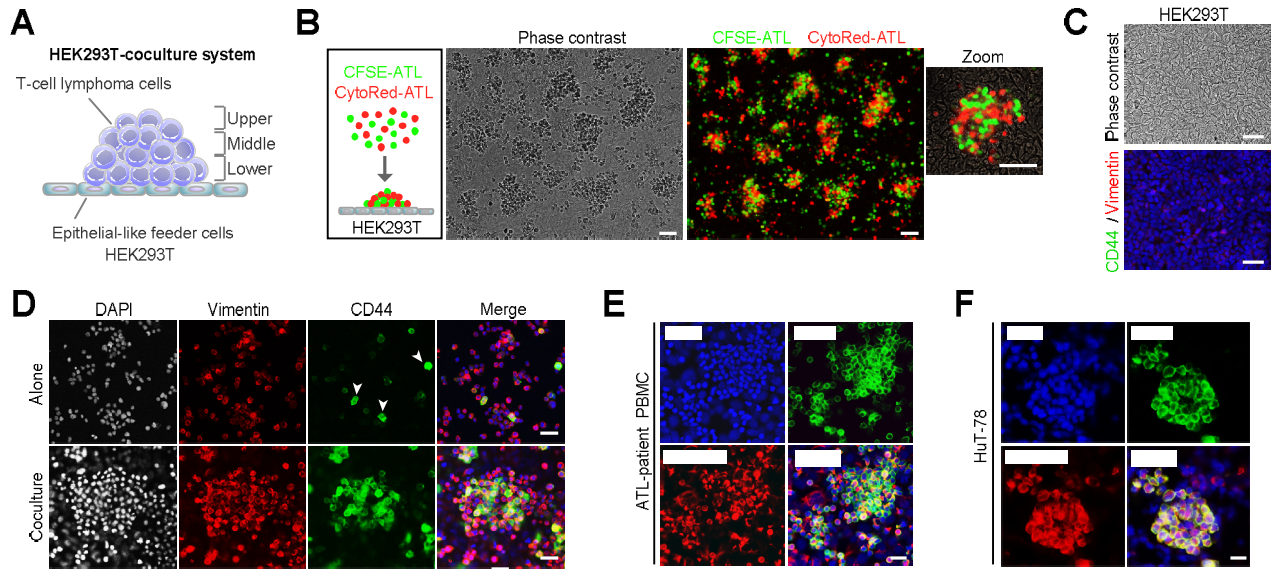 A
HEK293T-coculture system
T-cell lymphoma cells
Upper
Middle
Lower
Epithelial-like feeder cells
HEK293T
B
CFSE-ATL
CytoRed-ATL
HEK293T
Phase contrast
CFSE-ATL CytoRed-ATL
Zoom
C
HEK293T
Phase contrast
CD44 / Vimentin
D
DAPI Vimentin CD44 Merge
Alone
Coculture
E
ATL-patient PBMC
F
HuT-78